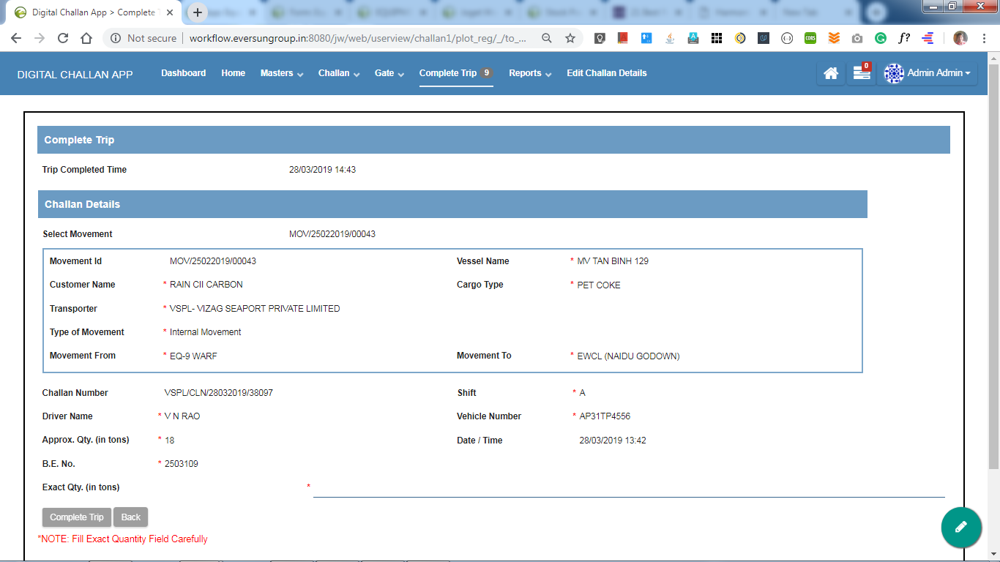 Digital Challan App > Complete T
Not secure | workflow.eversungroup.in:8080/jw/web/userview/challan1/plot_reg/_/to_...
CORS
f?
DIGITAL CHALLAN APP Dashboard Home Masters Challan Gate Complete Trip 9 Reports Edit Challan Details 0 Admin Admin
Complete Trip
Trip Completed Time 28/03/2019 14:43
Challan Details
Select Movement MOV/25022019/00043
Movement Id MOV/25022019/00043 Vessel Name * MV TAN BINH 129
Customer Name * RAIN CII CARBON Cargo Type * PET COKE
Transporter * VSPL- VIZAG SEAPORT PRIVATE LIMITED
Type of Movement * Internal Movement
Movement From * EQ-9 WARF Movement To * EWCL (NAIDU GODOWN)
Challan Number VSPL/CLN/28032019/38097 Shift * A
Driver Name * V N RAO Vehicle Number * AP31TP4556
Approx. Qty. (in tons) * 18 Date / Time 28/03/2019 13:42
B.E. No. * 2503109
Exact Qty. (in tons) *
Complete Trip Back
*NOTE: Fill Exact Quantity Field Carefully